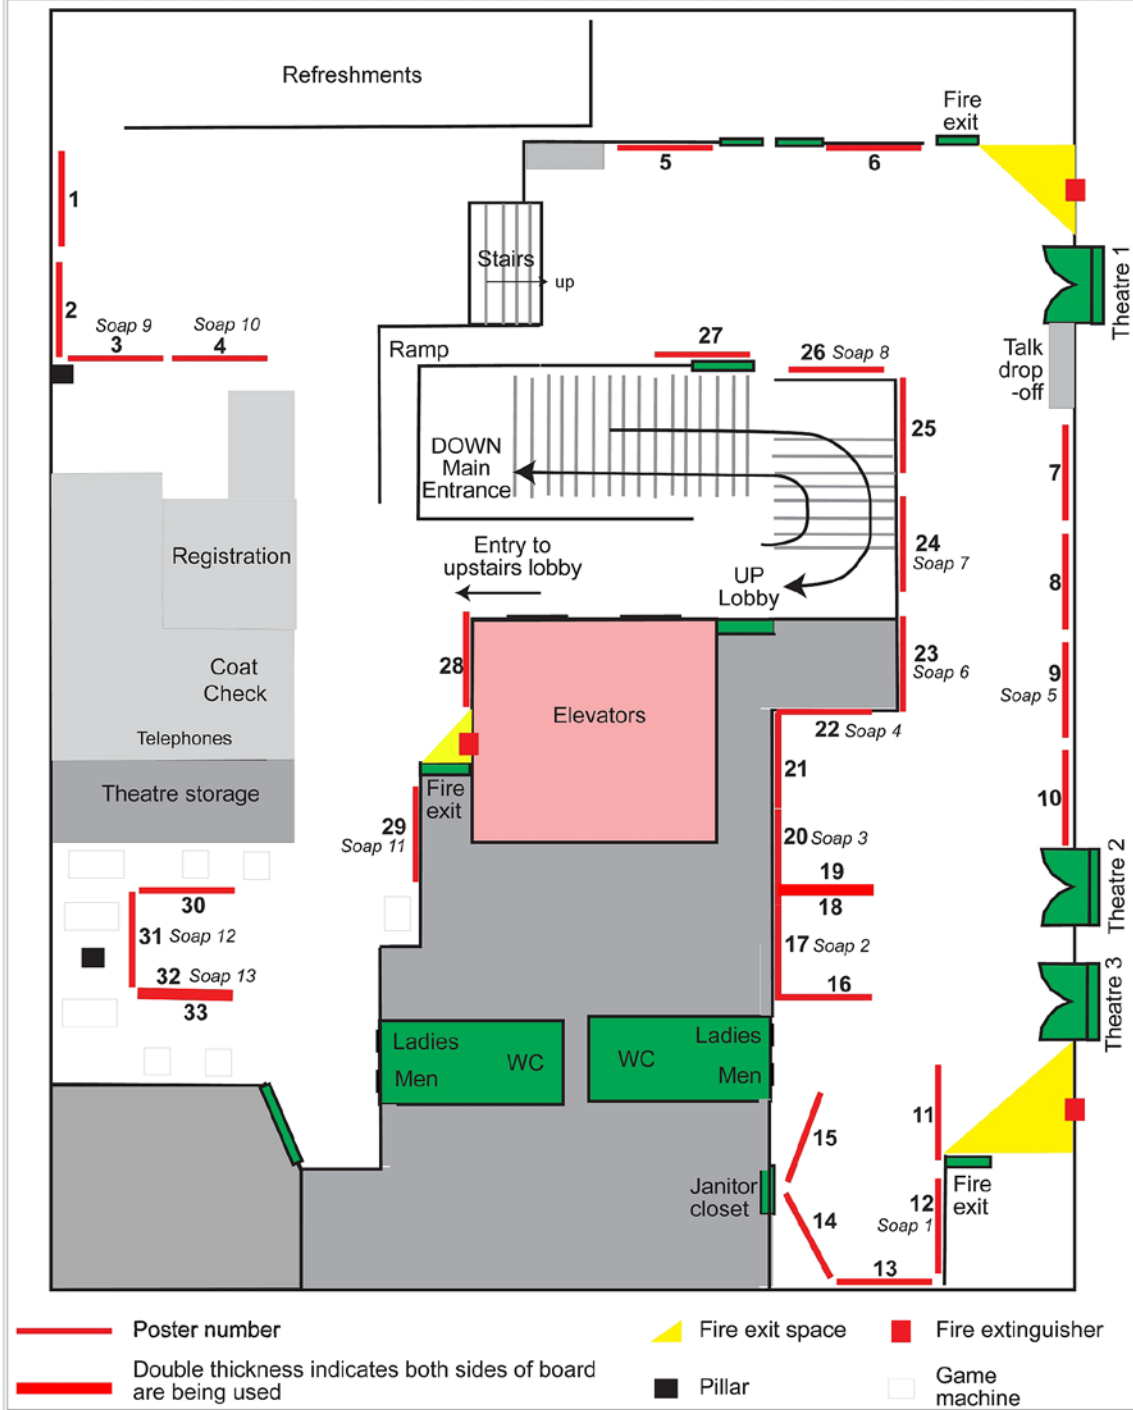 Refreshments
Fire
exit
1
5
6
Stairs
up
Theatre 1
2
Soap 9
3
Soap 10
4
Ramp
27
26 Soap 8
Talk
drop
-off
25
DOWN
Main
Entrance
7
Registration
Entry to
upstairs lobby
24
Soap 7
UP
Lobby
8
Coat
Check
28
23
Soap 6
9
Soap 5
Elevators
22 Soap 4
Telephones
21
Theatre storage
Fire
exit
10
29
Soap 11
20 Soap 3
19
18
Theatre 2
30
31 Soap 12
17 Soap 2
32 Soap 13
33
16
Theatre 3
Ladies
Men
WC
WC
Ladies
Men
11
15
Janitor
closet
14
12
Soap 1
Fire
exit
13
Poster number
Fire exit space
Fire extinguisher
Double thickness indicates both sides of board
are being used
Pillar
Game
machine